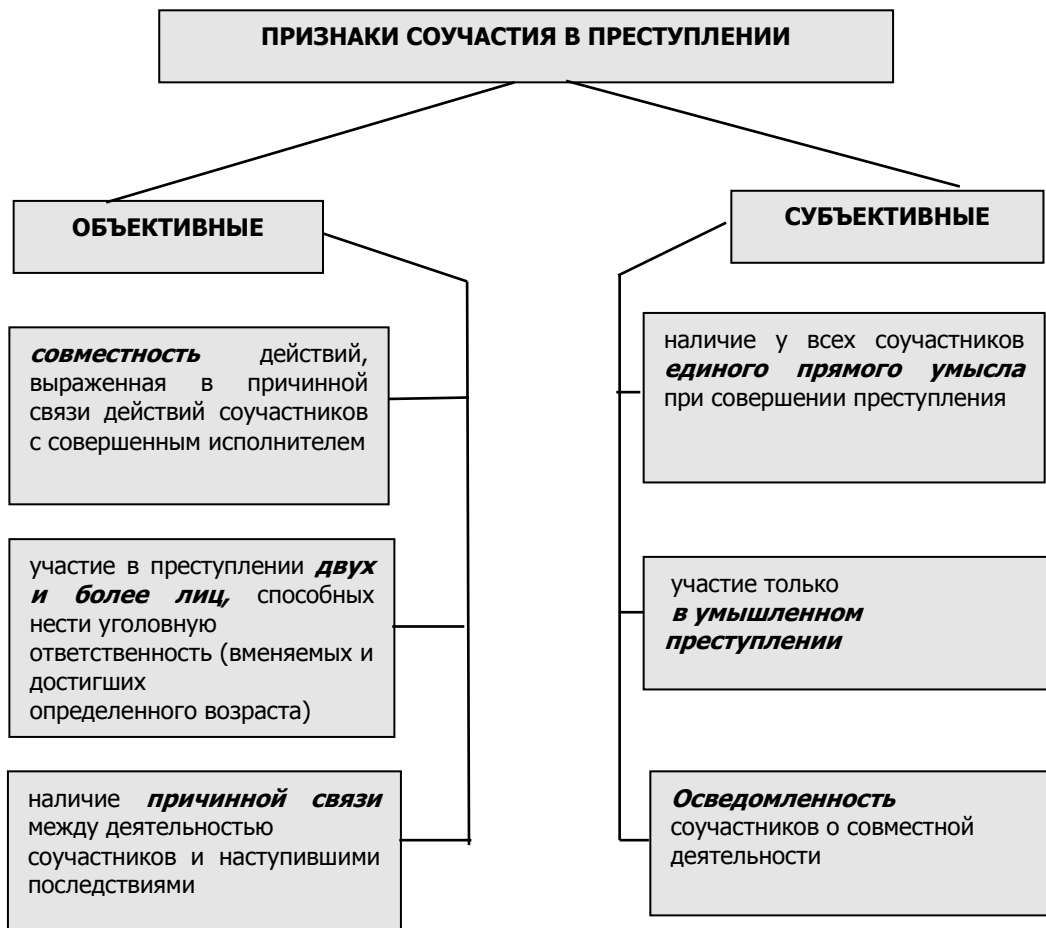 ПРИЗНАКИ СОУЧАСТИЯ В ПРЕСТУПЛЕНИИ
ОБЪЕКТИВНЫЕ
совместность действий,
выраженная в причинной
связи действий соучастников
с совершенным исполнителем
участие в преступлении двух
и более лиц, способных
нести уголовную
ответственность (вменяемых и
достигших
определенного возраста)
наличие причинной связи
между деятельностью
соучастников и наступившими
последствиями
СУБЪЕКТИВНЫЕ
наличие у всех соучастников
единого прямого умысла
при совершении преступления
участие только
в умышленном
преступлении
Осведомленность
соучастников о совместной
деятельности